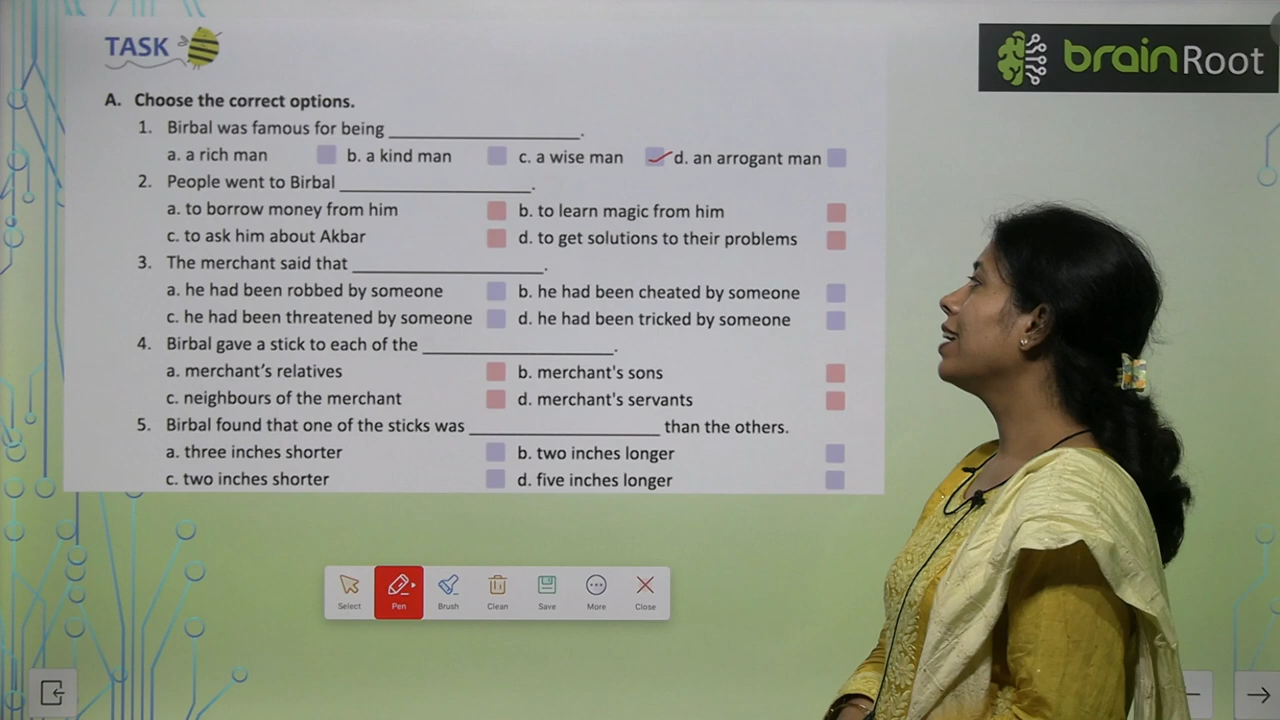 TASK
brainRoot
A. Choose the correct options.
1. Birbal was famous for being ____________________.
a. a rich man b. a kind man c. a wise man d. an arrogant man
2. People went to Birbal ____________________.
a. to borrow money from him b. to learn magic from him
c. to ask him about Akbar d. to get solutions to their problems
3. The merchant said that ____________________.
a. he had been robbed by someone b. he had been cheated by someone
c. he had been threatened by someone d. he had been tricked by someone
4. Birbal gave a stick to each of the ____________________.
a. merchant’s relatives b. merchant's sons
c. neighbours of the merchant d. merchant's servants
5. Birbal found that one of the sticks was ____________________ than the others.
a. three inches shorter b. two inches longer
c. two inches shorter d. five inches longer
Select Pen Brush Clean Save More Close